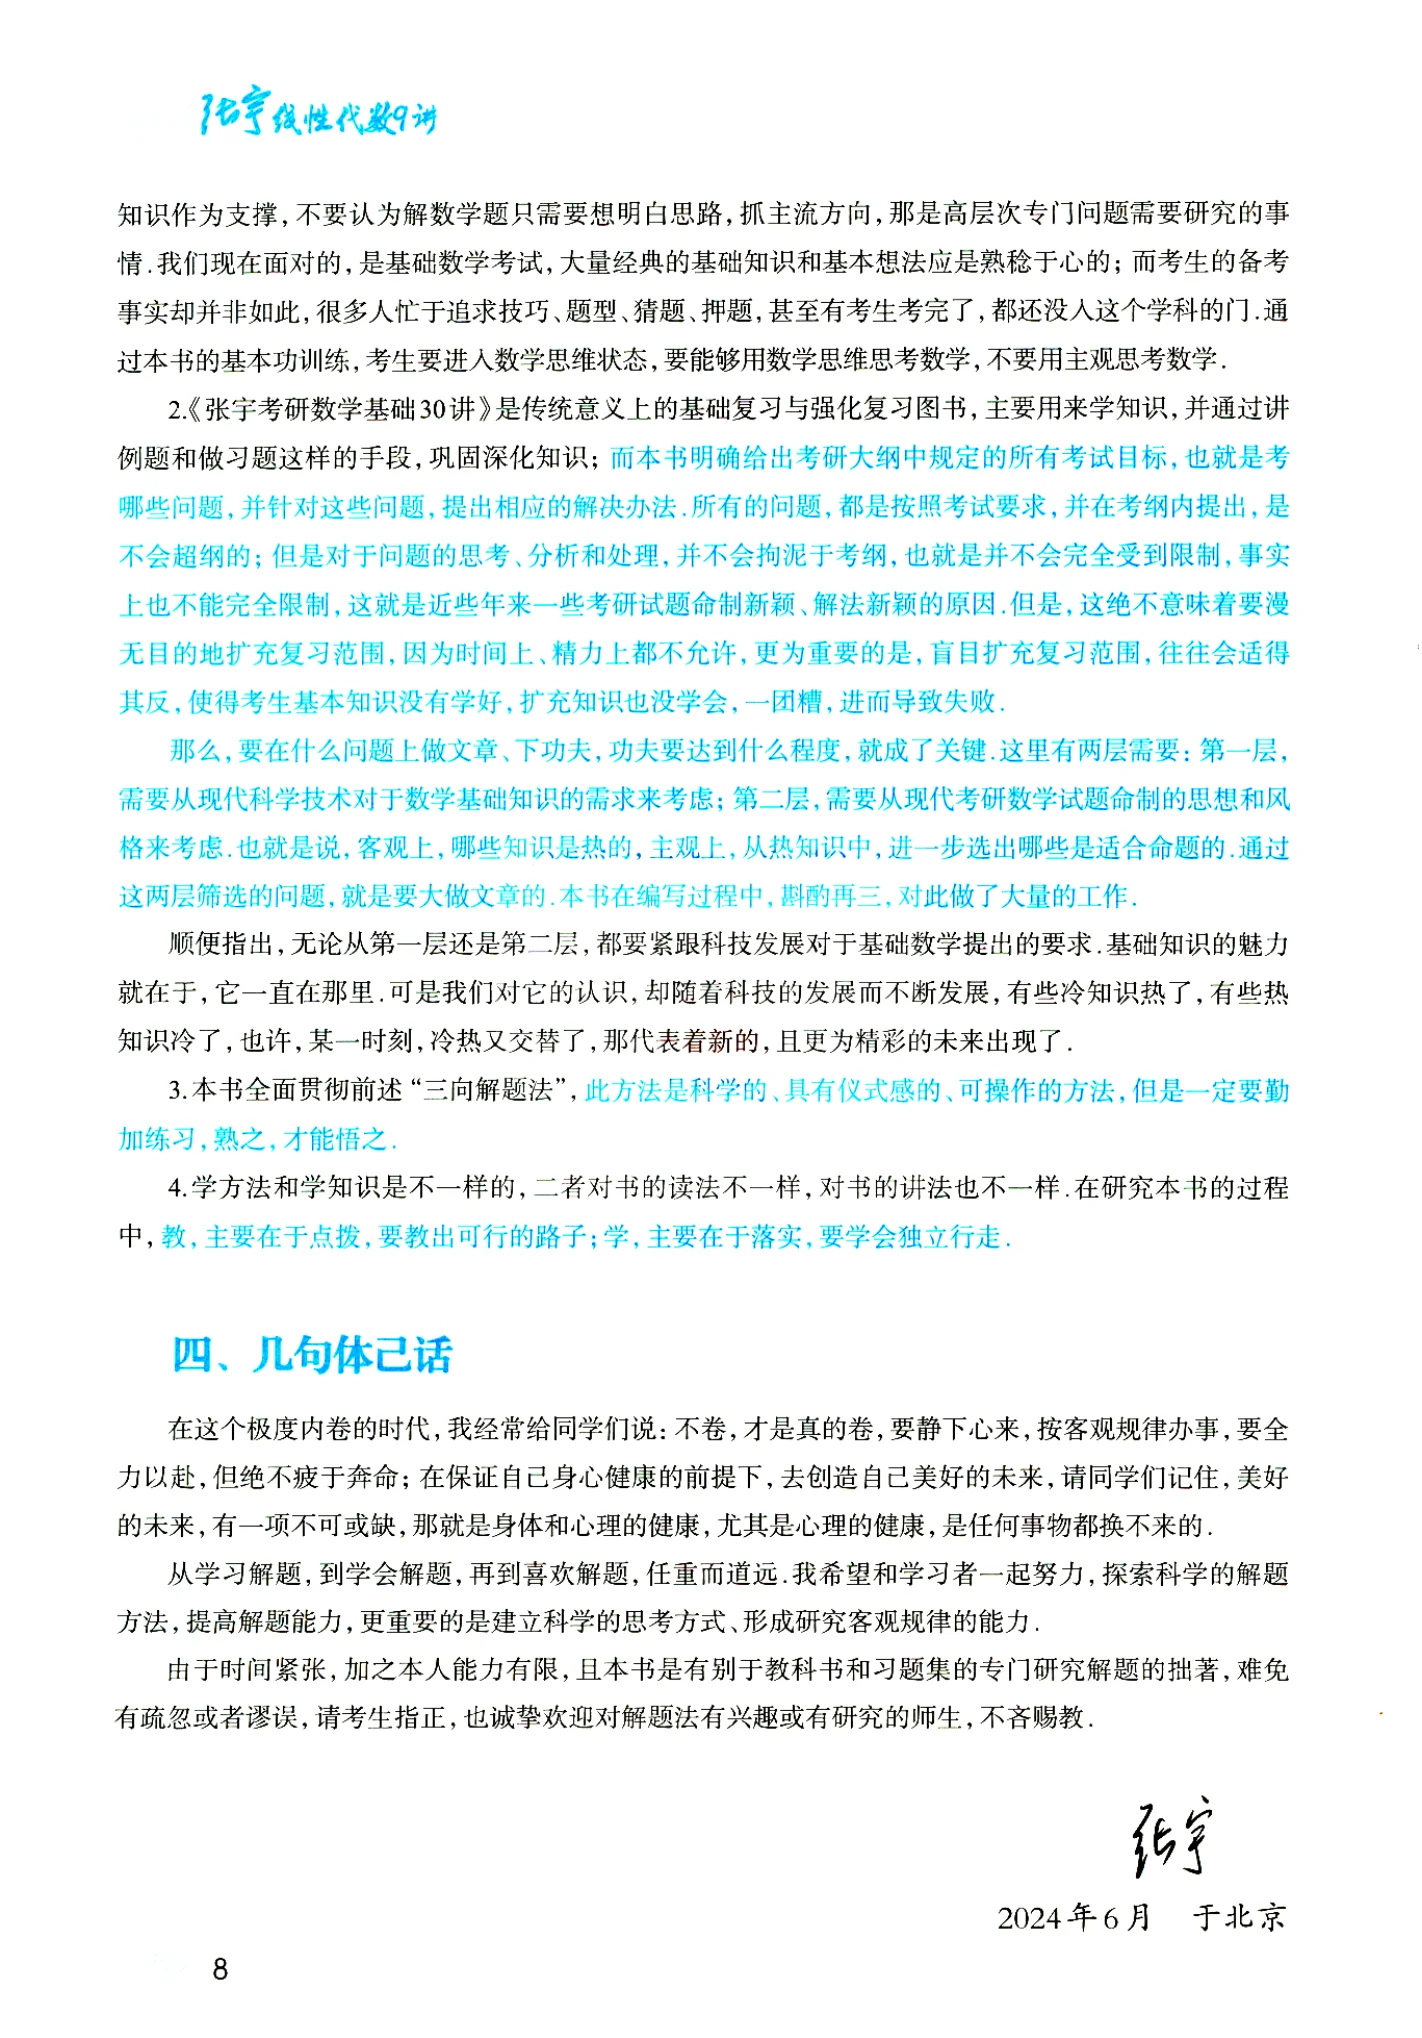 张宇线性代数9讲
知识作为支撑，不要认为解数学题只需要想明白思路，抓主流方向，那是高层次专门问题需要研究的事
情.我们现在面对的，是基础数学考试，大量经典的基础知识和基本想法应是熟稔于心的；而考生的备考
事实却并非如此，很多人忙于追求技巧、题型、猜题、押题，甚至有考生考完了，都还没入这个学科的门.通
过本书的基本功训练，考生要进入数学思维状态，要能够用数学思维思考数学，不要用主观思考数学.
2.《张宇考研数学基础30讲》是传统意义上的基础复习与强化复习图书，主要用来学知识，并通过讲
例题和做习题这样的手段，巩固深化知识；而本书明确给出考研大纲中规定的所有考试目标，也就是考
哪些问题，并针对这些问题，提出相应的解决办法.所有的问题，都是按照考试要求，并在考纲内提出，是
不会超纲的；但是对于问题的思考、分析和处理，并不会拘泥于考纲，也就是并不会完全受到限制，事实
上也不能完全限制，这就是近些年来一些考研试题命制新颖、解法新颖的原因.但是，这绝不意味着要漫
无目的地扩充复习范围，因为时间上、精力上都不允许，更为重要的是，盲目扩充复习范围，往往会适得
其反，使得考生基本知识没有学好，扩充知识也没学会，一团糟，进而导致失败.
那么，要在什么问题上做文章、下功夫，功夫要达到什么程度，就成了关键.这里有两层需要：第一层，
需要从现代科学技术对于数学基础知识的需求来考虑；第二层，需要从现代考研数学试题命制的思想和风
格来考虑.也就是说，客观上，哪些知识是热的，主观上，从热知识中，进一步选出哪些是适合命题的.通过
这两层筛选的问题，就是要大做文章的.本书在编写过程中，斟酌再三，对此做了大量的工作.
顺便指出，无论从第一层还是第二层，都要紧跟科技发展对于基础数学提出的要求.基础知识的魅力
就在于，它一直在那里.可是我们对它的认识，却随着科技的发展而不断发展，有些冷知识热了，有些热
知识冷了，也许，某一时刻，冷热又交替了，那代表着新的，且更为精彩的未来出现了.
3.本书全面贯彻前述“三向解题法”，此方法是科学的、具有仪式感的、可操作的方法，但是一定要勤
加练习，熟之，才能悟之.
4.学方法和学知识是不一样的，二者对书的读法不一样，对书的讲法也不一样.在研究本书的过程
中，教，主要在于点拨，要教出可行的路子；学，主要在于落实，要学会独立行走.
四、几句体己话
在这个极度内卷的时代，我经常给同学们说：不卷，才是真的卷，要静下心来，按客观规律办事，要全
力以赴，但绝不疲于奔命；在保证自己身心健康的前提下，去创造自己美好的未来，请同学们记住，美好
的未来，有一项不可或缺，那就是身体和心理的健康，尤其是心理的健康，是任何事物都换不来的.
从学习解题，到学会解题，再到喜欢解题，任重而道远.我希望和学习者一起努力，探索科学的解题
方法，提高解题能力，更重要的是建立科学的思考方式、形成研究客观规律的能力.
由于时间紧张，加之本人能力有限，且本书是有别于教科书和习题集的专门研究解题的拙著，难免
有疏忽或者谬误，请考生指正，也诚挚欢迎对解题法有兴趣或有研究的师生，不吝赐教.
张宇
2024年6月 于北京
8